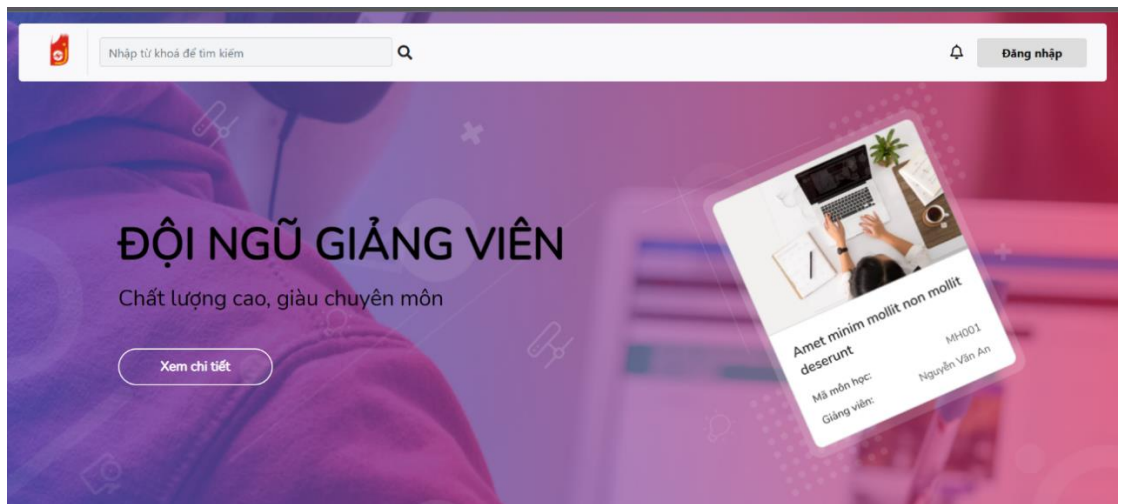 Nhập từ khoá để tìm kiếm
Đăng nhập
ĐỘI NGŨ GIẢNG VIÊN
Chất lượng cao, giàu chuyên môn
Xem chi tiết
Amet minim mollit non mollit
deserunt
Mã môn học: MH001
Giảng viên: Nguyễn Văn An